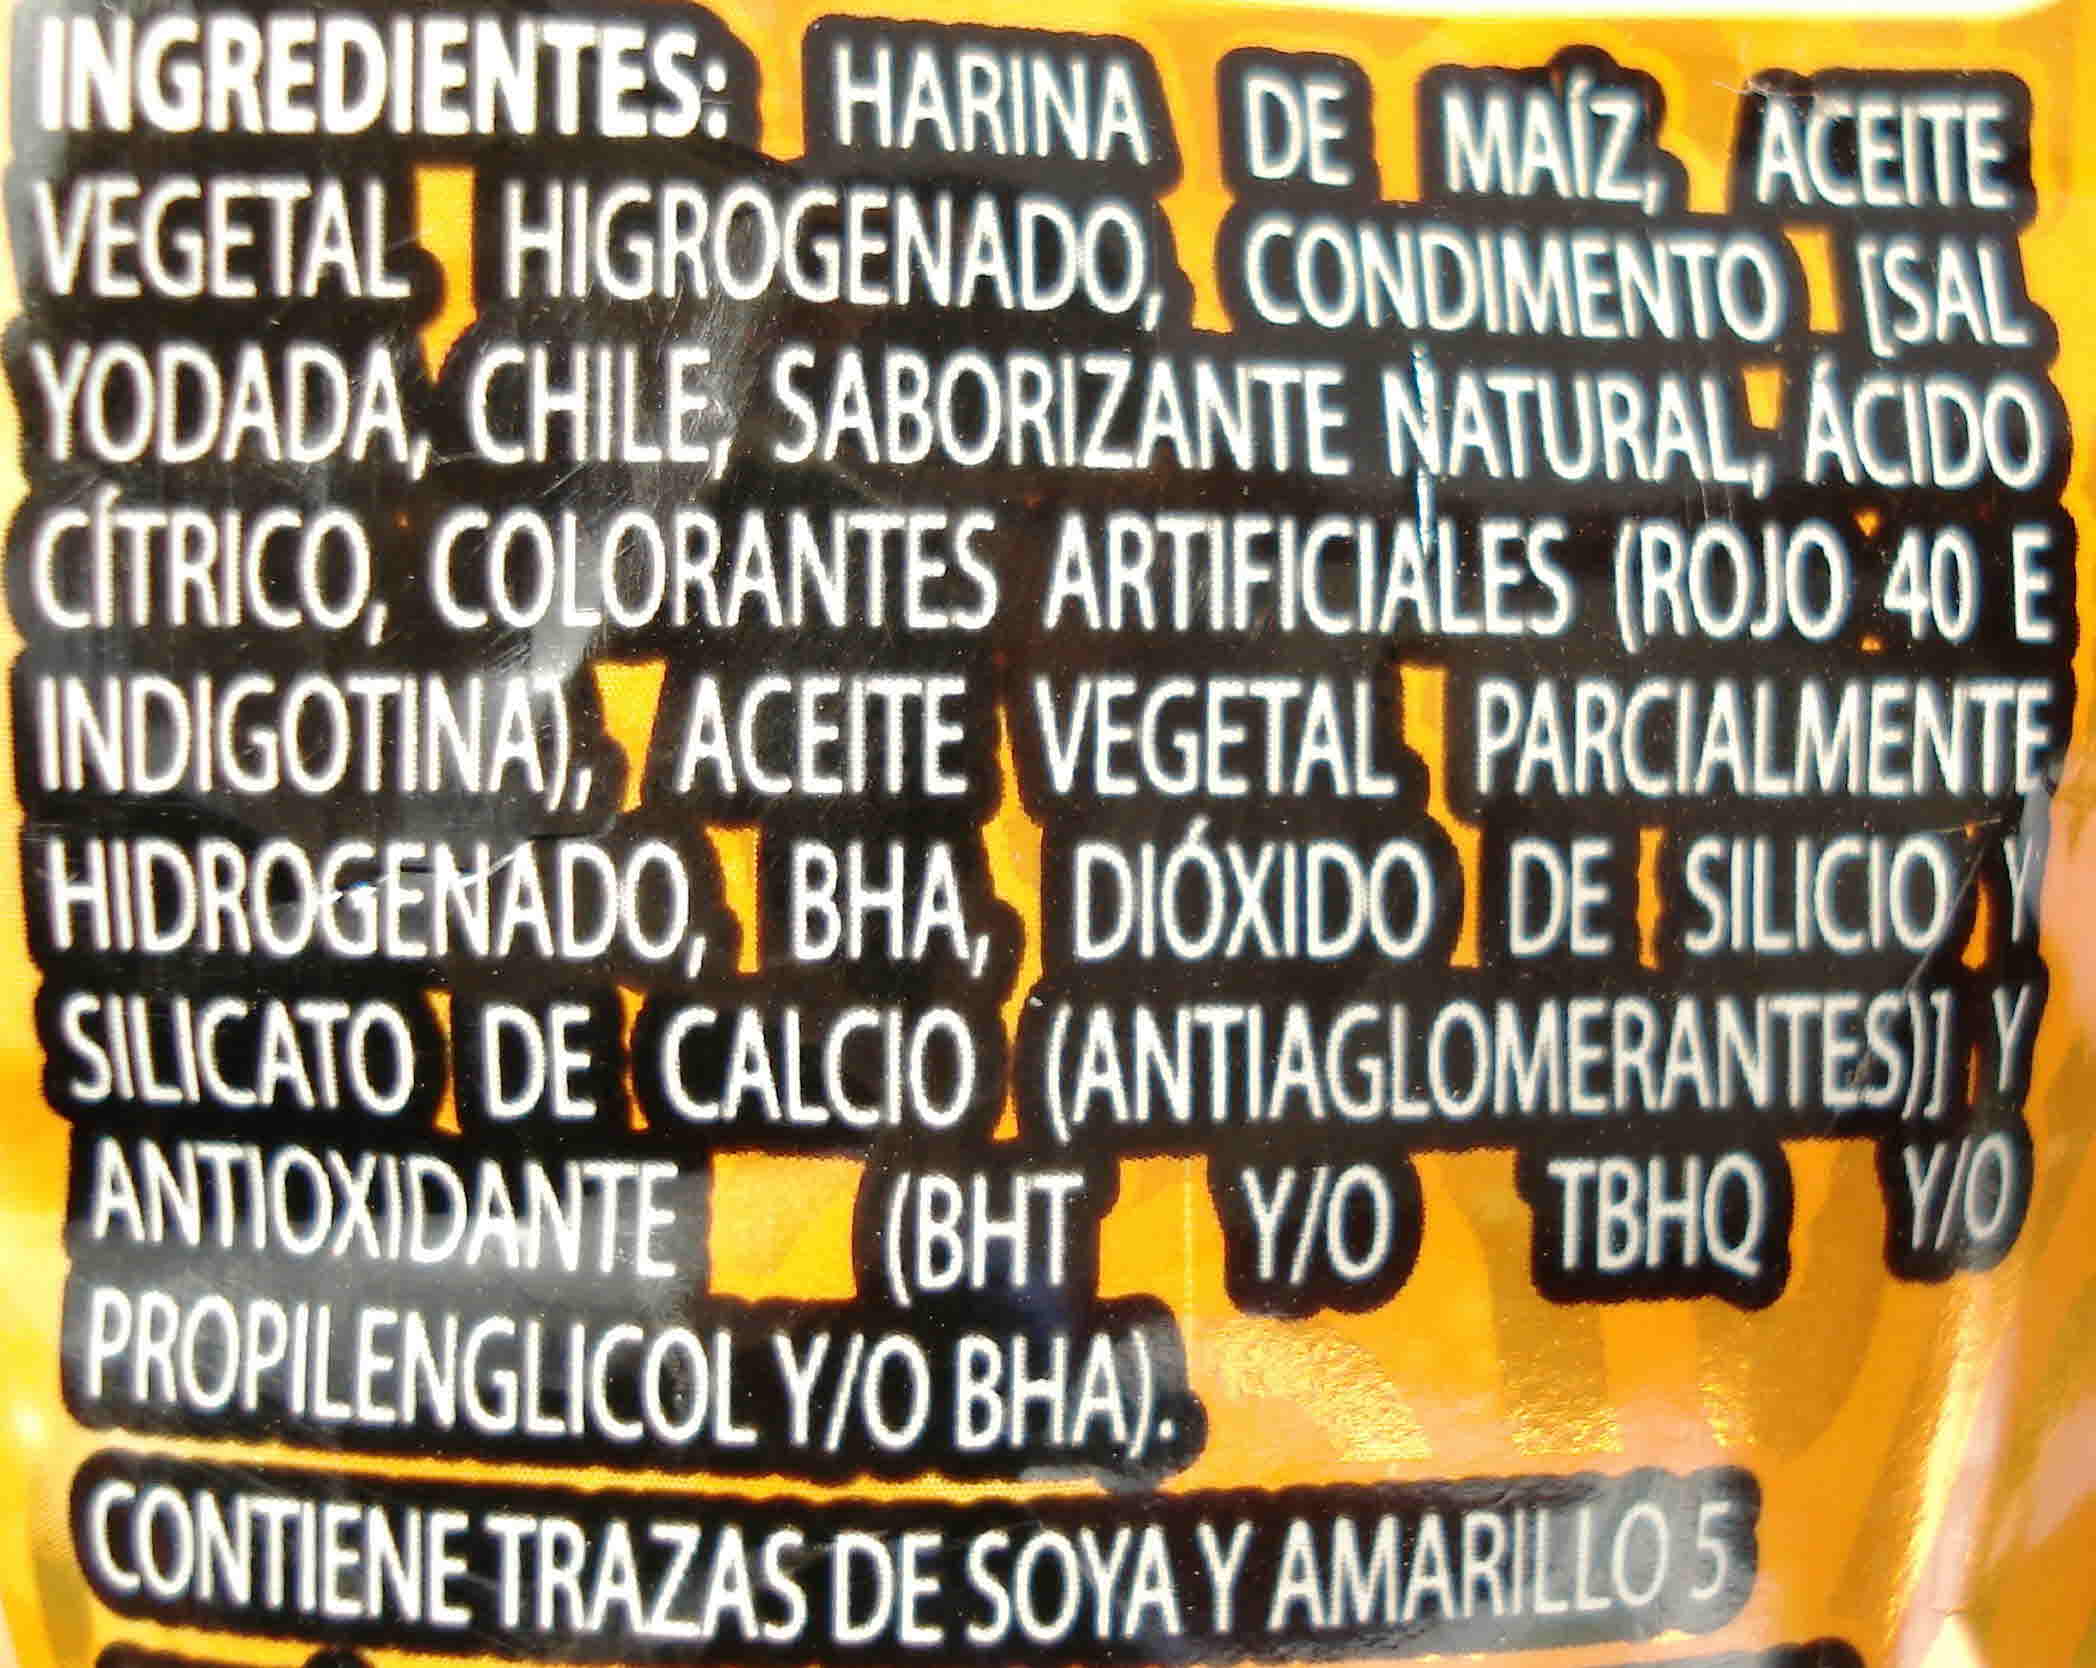 INGREDIENTES: HARINA DE MAÍZ, ACEITE
VEGETAL HIGROGENADO, CONDIMENTO [SAL
YODADA, CHILE, SABORIZANTE NATURAL, ÁCIDO
CÍTRICO, COLORANTES ARTIFICIALES (ROJO 40 E
INDIGOTINA), ACEITE VEGETAL PARCIALMENTE
HIDROGENADO, BHA, DIÓXIDO DE SILICIO Y
SILICATO DE CALCIO (ANTIAGLOMERANTES)] Y
ANTIOXIDANTE (BHT Y/O TBHQ Y/O
PROPILENGLICOL Y/O BHA).
CONTIENE TRAZAS DE SOYA Y AMARILLO 5